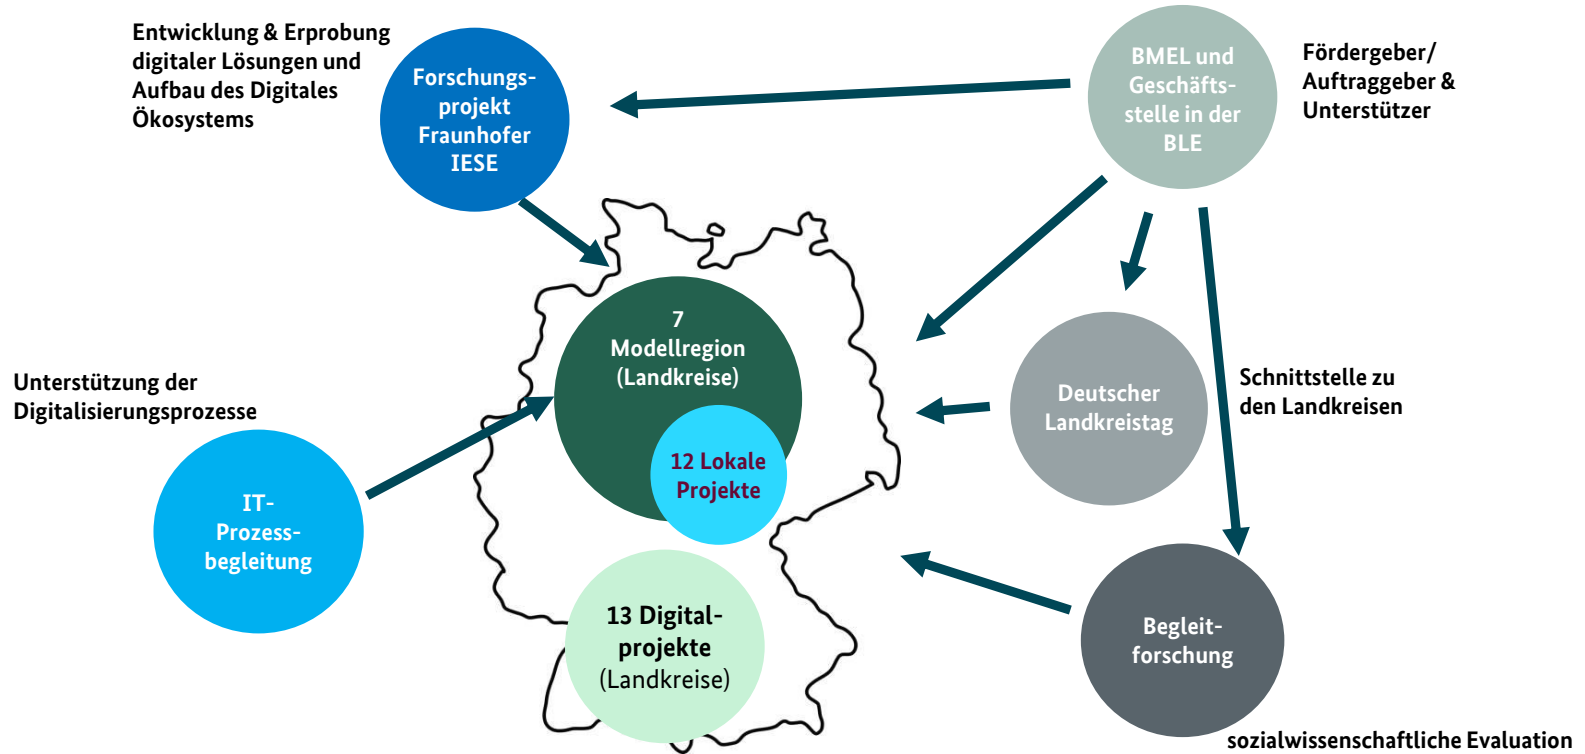 Entwicklung & Erprobung
digitaler Lösungen und
Aufbau des Digitales
Ökosystems
Forschungs-
projekt
Fraunhofer
IESE
BMEL und
Geschäfts-
stelle in der
BLE
Fördergeber/
Auftraggeber &
Unterstützer
7
Modellregion
(Landkreise)
12 Lokale
Projekte
Unterstützung der
Digitalisierungsprozesse
IT-
Prozess-
begleitung
Deutscher
Landkreistag
Schnittstelle zu
den Landkreisen
13 Digital-
projekte
(Landkreise)
Begleit-
forschung
sozialwissenschaftliche Evaluation